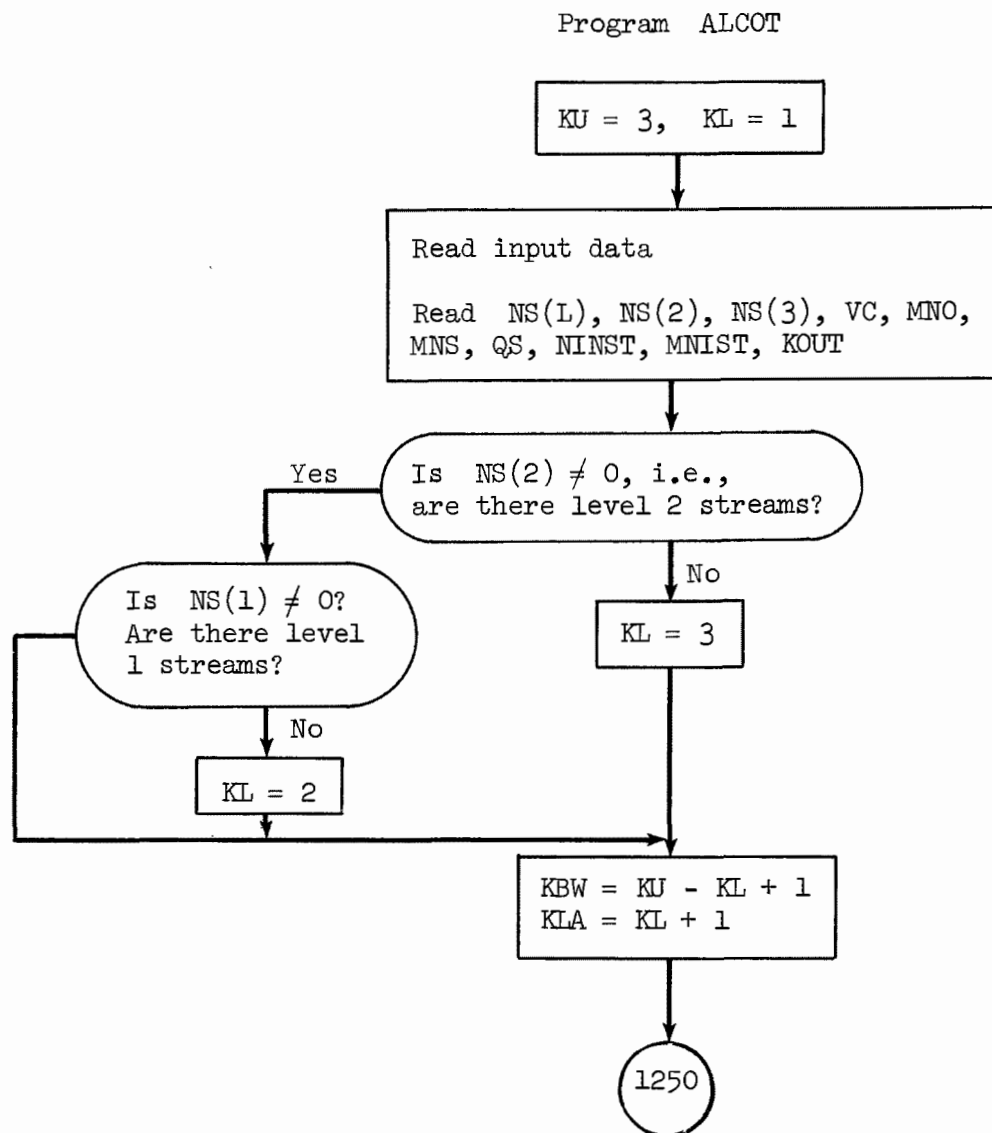 Program ALCOT
KU = 3, KL = 1
Read input data
Read NS(L), NS(2), NS(3), VC, MNO,
MNS, QS, NINST, MNIST, KOUT
Is NS(2) ≠ 0, i.e.,
are there level 2 streams?
Yes
No
Is NS(1) ≠ 0?
Are there level
1 streams?
KL = 3
No
KL = 2
KBW = KU - KL + 1
KLA = KL + 1
1250